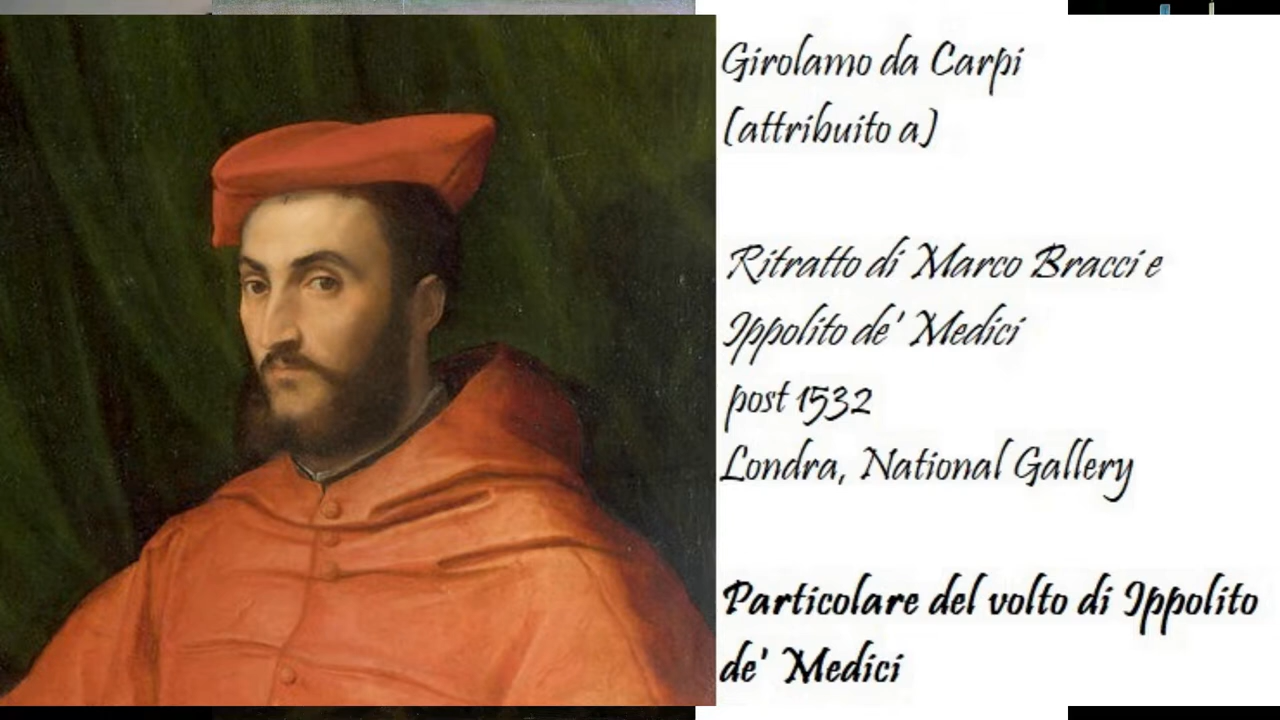 Girolamo da Carpi
(attribuito a)
Ritratto di Marco Bracci e
Ippolito de' Medici
post 1532
Londra, National Gallery
Particolare del volto di Ippolito
de' Medici